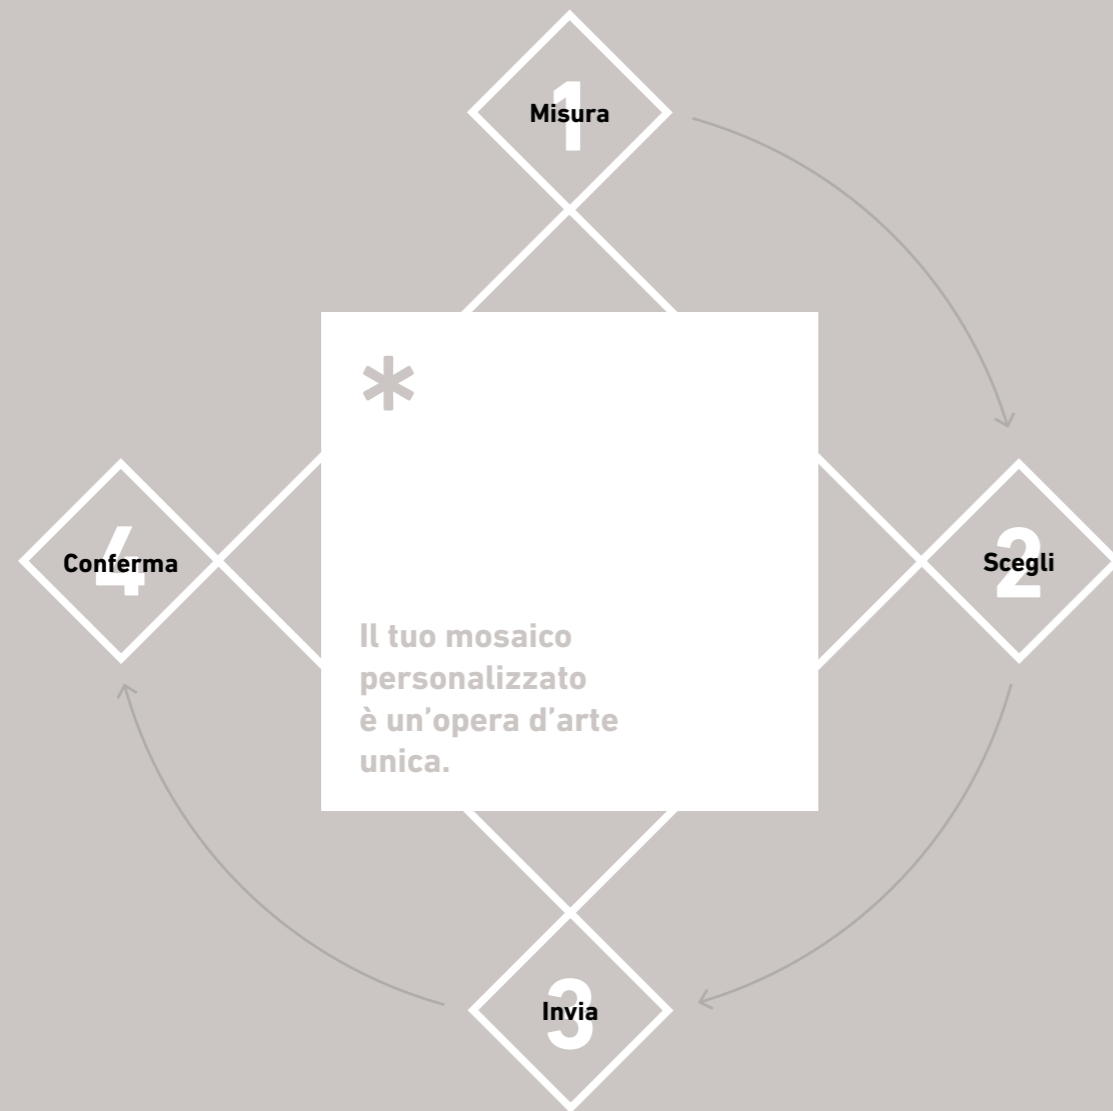 1
Misura
*
Il tuo mosaico
personalizzato
è un’opera d’arte
unica.
2
Scegli
3
Invia
4
Conferma